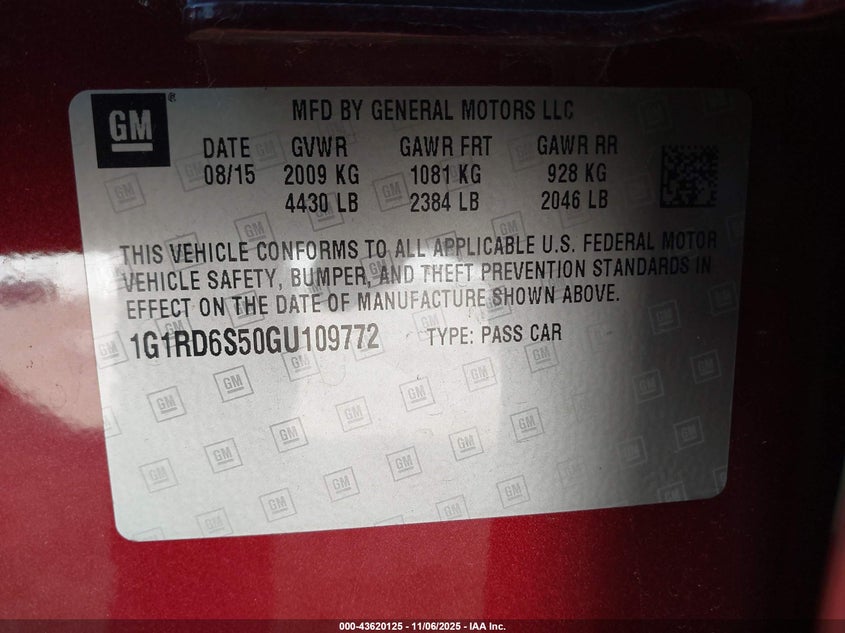 GM
MFD BY GENERAL MOTORS LLC
DATE GVWR GAWR FRT GAWR RR
08/15 2009 KG 1081 KG 928 KG
4430 LB 2384 LB 2046 LB
THIS VEHICLE CONFORMS TO ALL APPLICABLE U.S. FEDERAL MOTOR
VEHICLE SAFETY, BUMPER, AND THEFT PREVENTION STANDARDS IN
EFFECT ON THE DATE OF MANUFACTURE SHOWN ABOVE.
1G1RD6S50GU109772 TYPE: PASS CAR
000-43620125 - 11/06/2025 - IAA Inc.